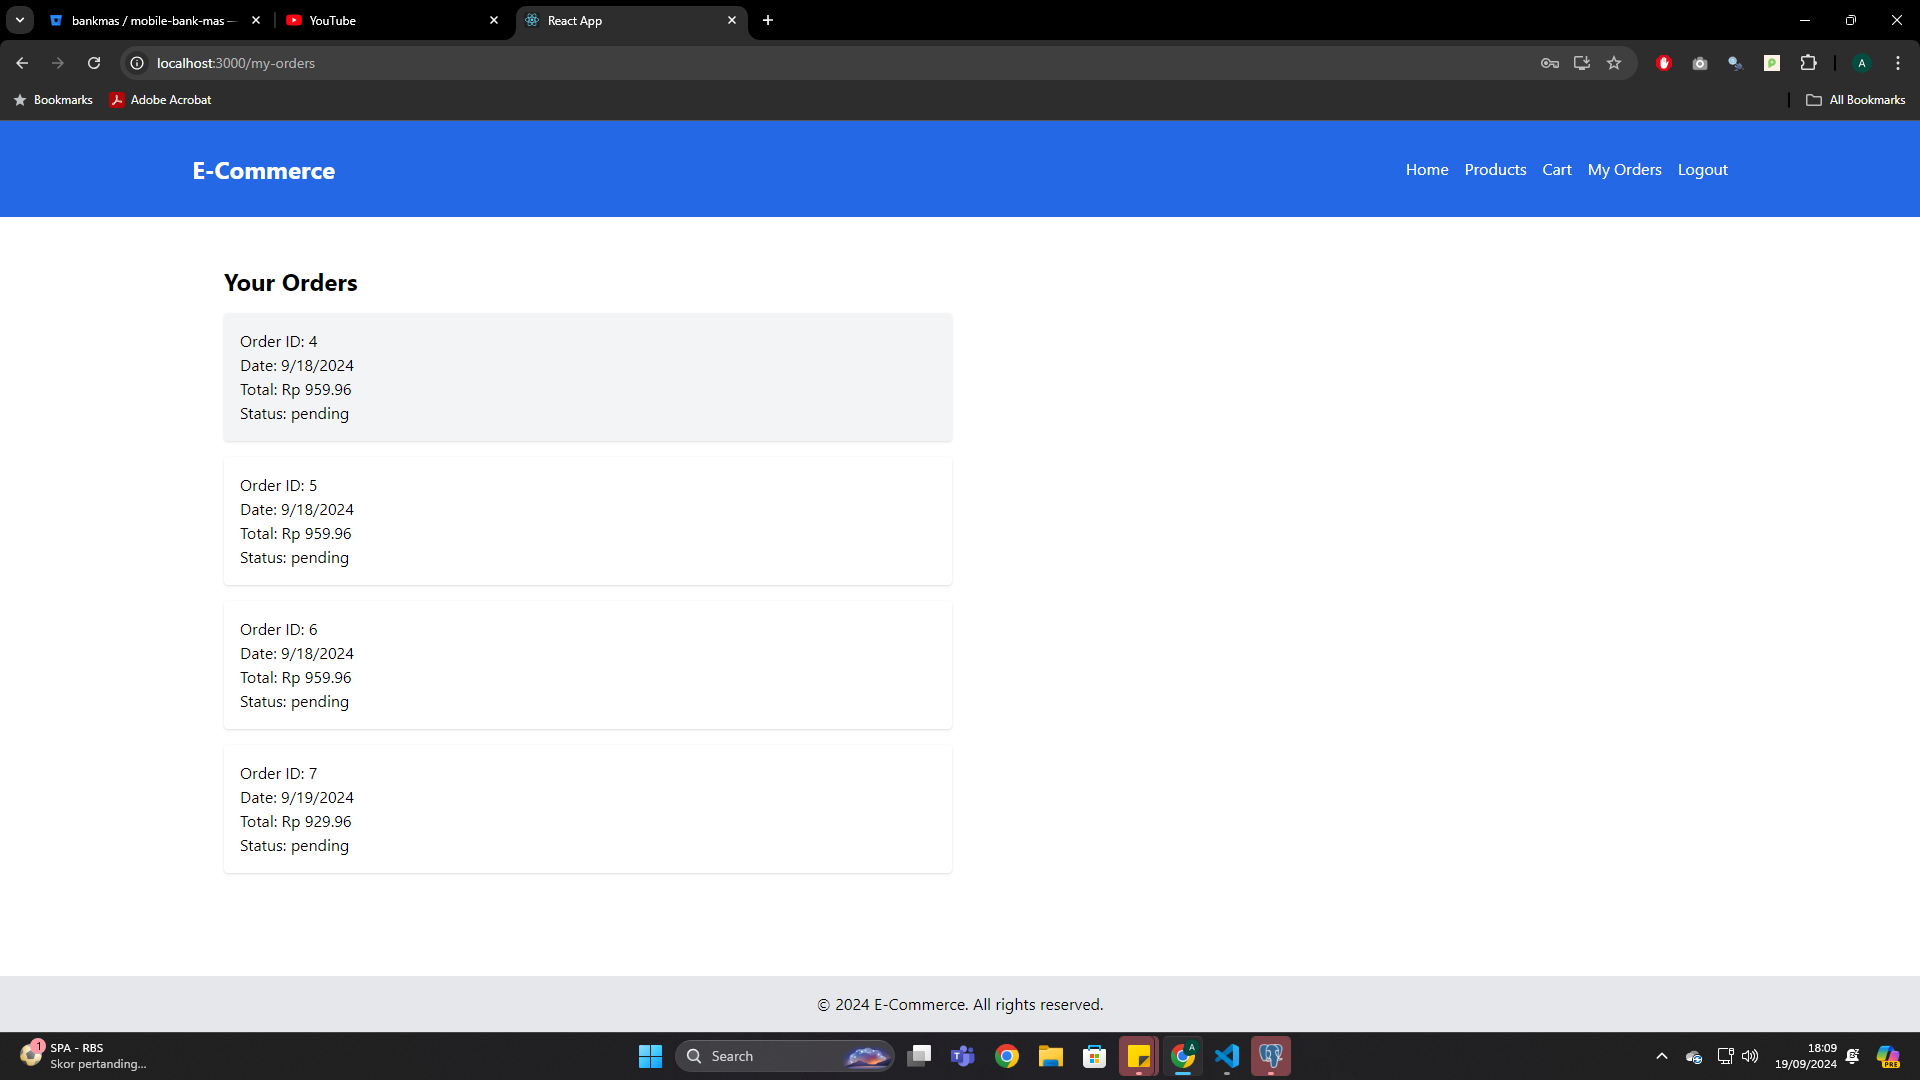 bankmas / mobile-bank-mas —
YouTube
React App
localhost:3000/my-orders
A
Bookmarks
Adobe Acrobat
All Bookmarks
E-Commerce
Home
Products
Cart
My Orders
Logout
Your Orders
Order ID: 4
Date: 9/18/2024
Total: Rp 959.96
Status: pending
Order ID: 5
Date: 9/18/2024
Total: Rp 959.96
Status: pending
Order ID: 6
Date: 9/18/2024
Total: Rp 959.96
Status: pending
Order ID: 7
Date: 9/19/2024
Total: Rp 929.96
Status: pending
© 2024 E-Commerce. All rights reserved.
1
SPA - RBS
Skor pertanding...
Search
A
18:09
19/09/2024
PRE